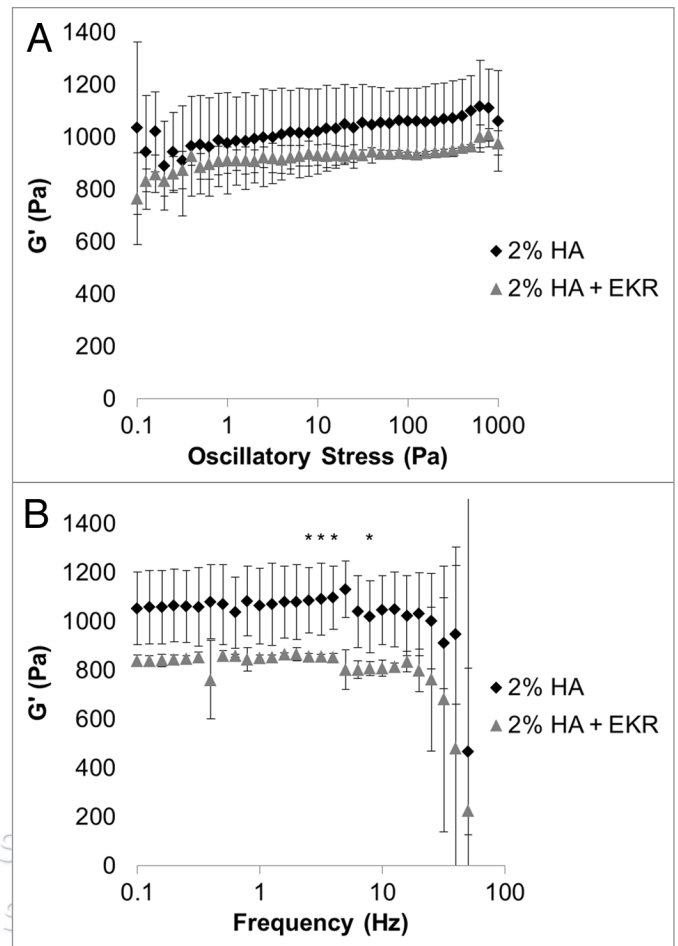 A
1400
1200
1000
800
600
400
200
0
G' (Pa)
0.1 1 10 100 1000
Oscillatory Stress (Pa)
2% HA
2% HA + EKR
B
1400
1200
1000
800
600
400
200
0
G' (Pa)
* * * *
0.1 1 10 100
Frequency (Hz)
2% HA
2% HA + EKR